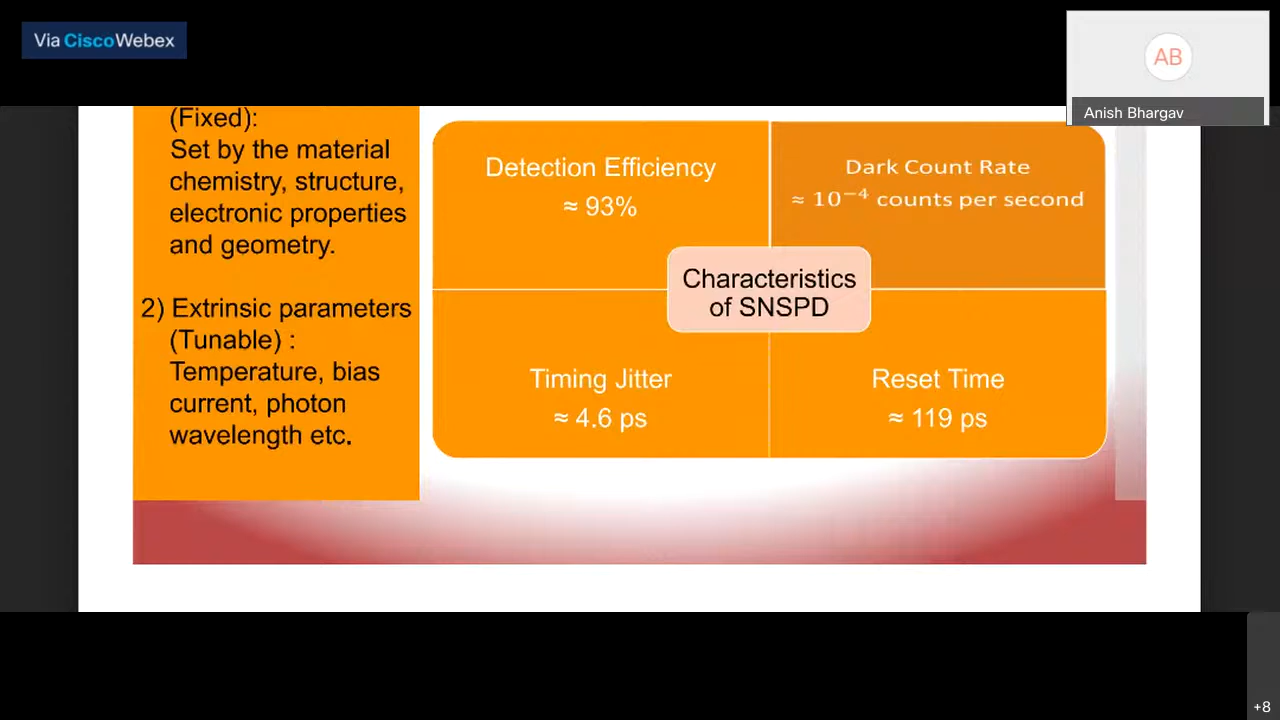 Via CiscoWebex
AB
Anish Bhargav
(Fixed):
Set by the material
chemistry, structure,
electronic properties
and geometry.
2) Extrinsic parameters
(Tunable) :
Temperature, bias
current, photon
wavelength etc.
Detection Efficiency
≈ 93%
Dark Count Rate
≈ 10⁻⁴ counts per second
Characteristics
of SNSPD
Timing Jitter
≈ 4.6 ps
Reset Time
≈ 119 ps
+8